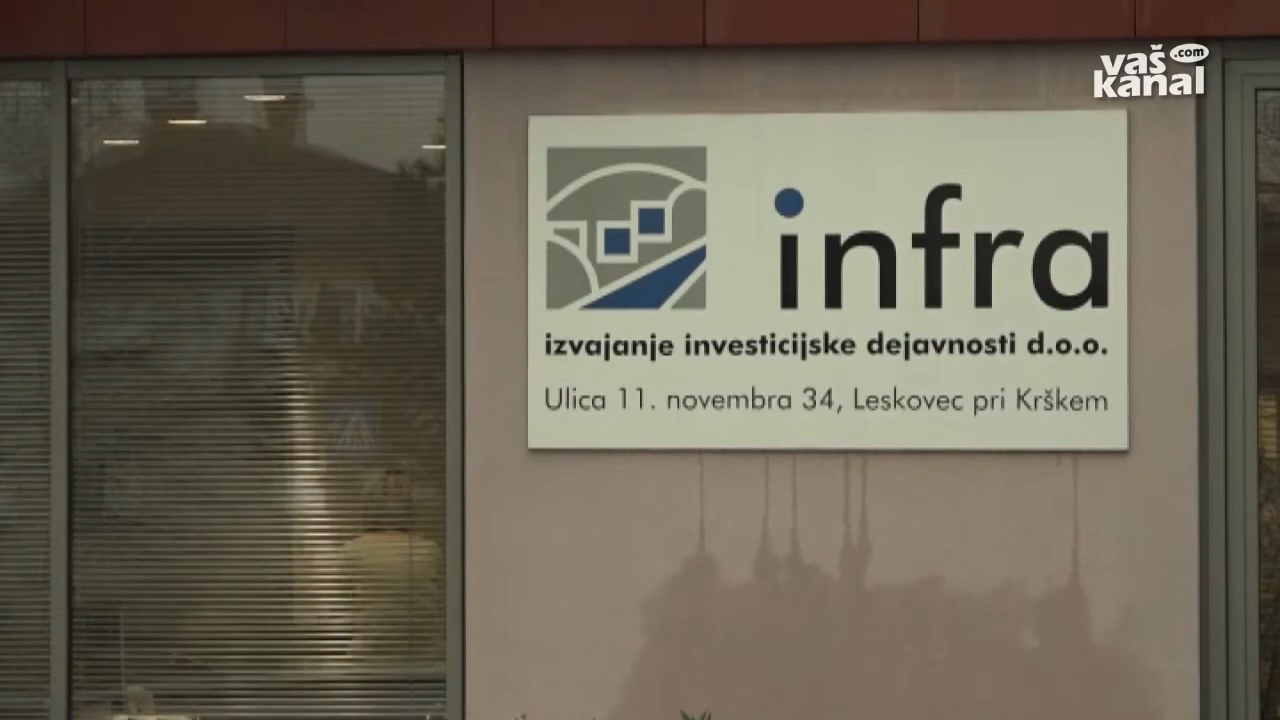 vaš .com
kanal
infra
izvajanje investicijske dejavnosti d.o.o.
Ulica 11. novembra 34, Leskovec pri Krškem